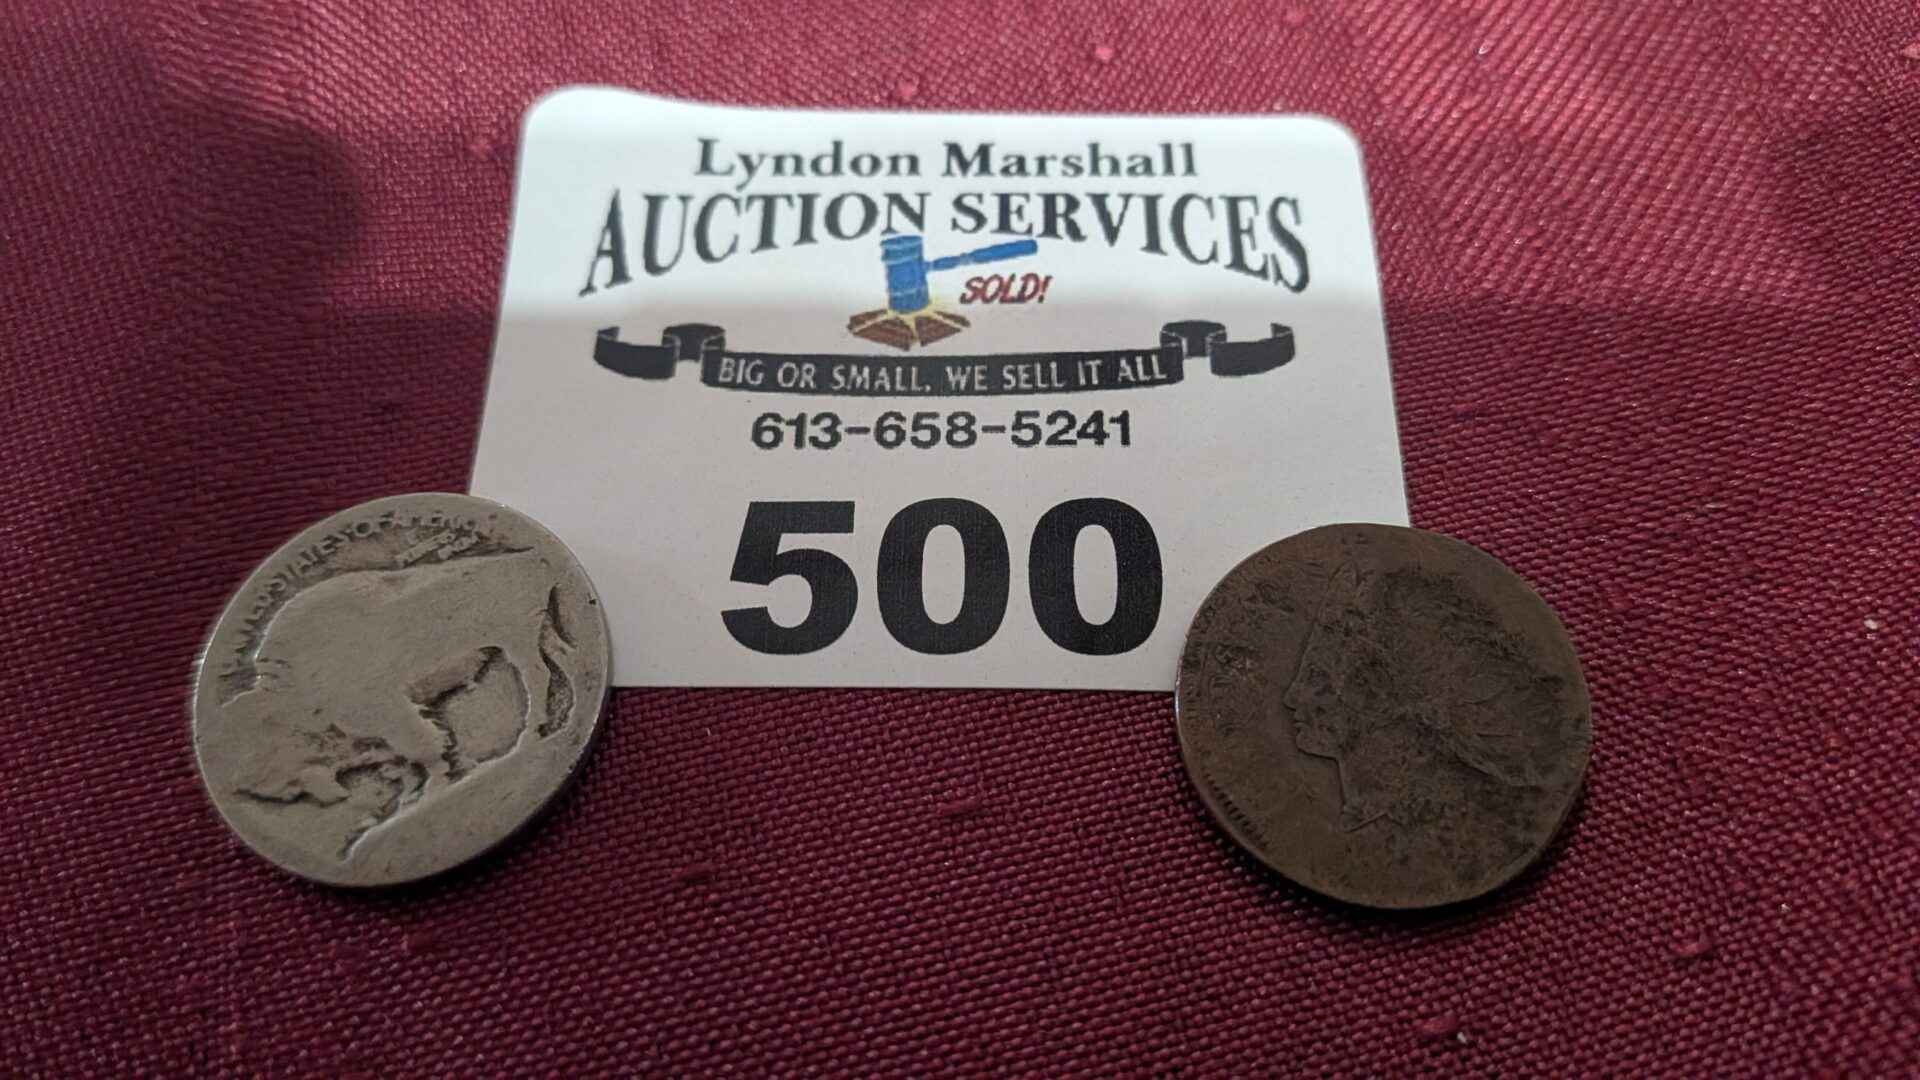 Lyndon Marshall
AUCTION SERVICES
SOLD!
BIG OR SMALL, WE SELL IT ALL
613-658-5241
500